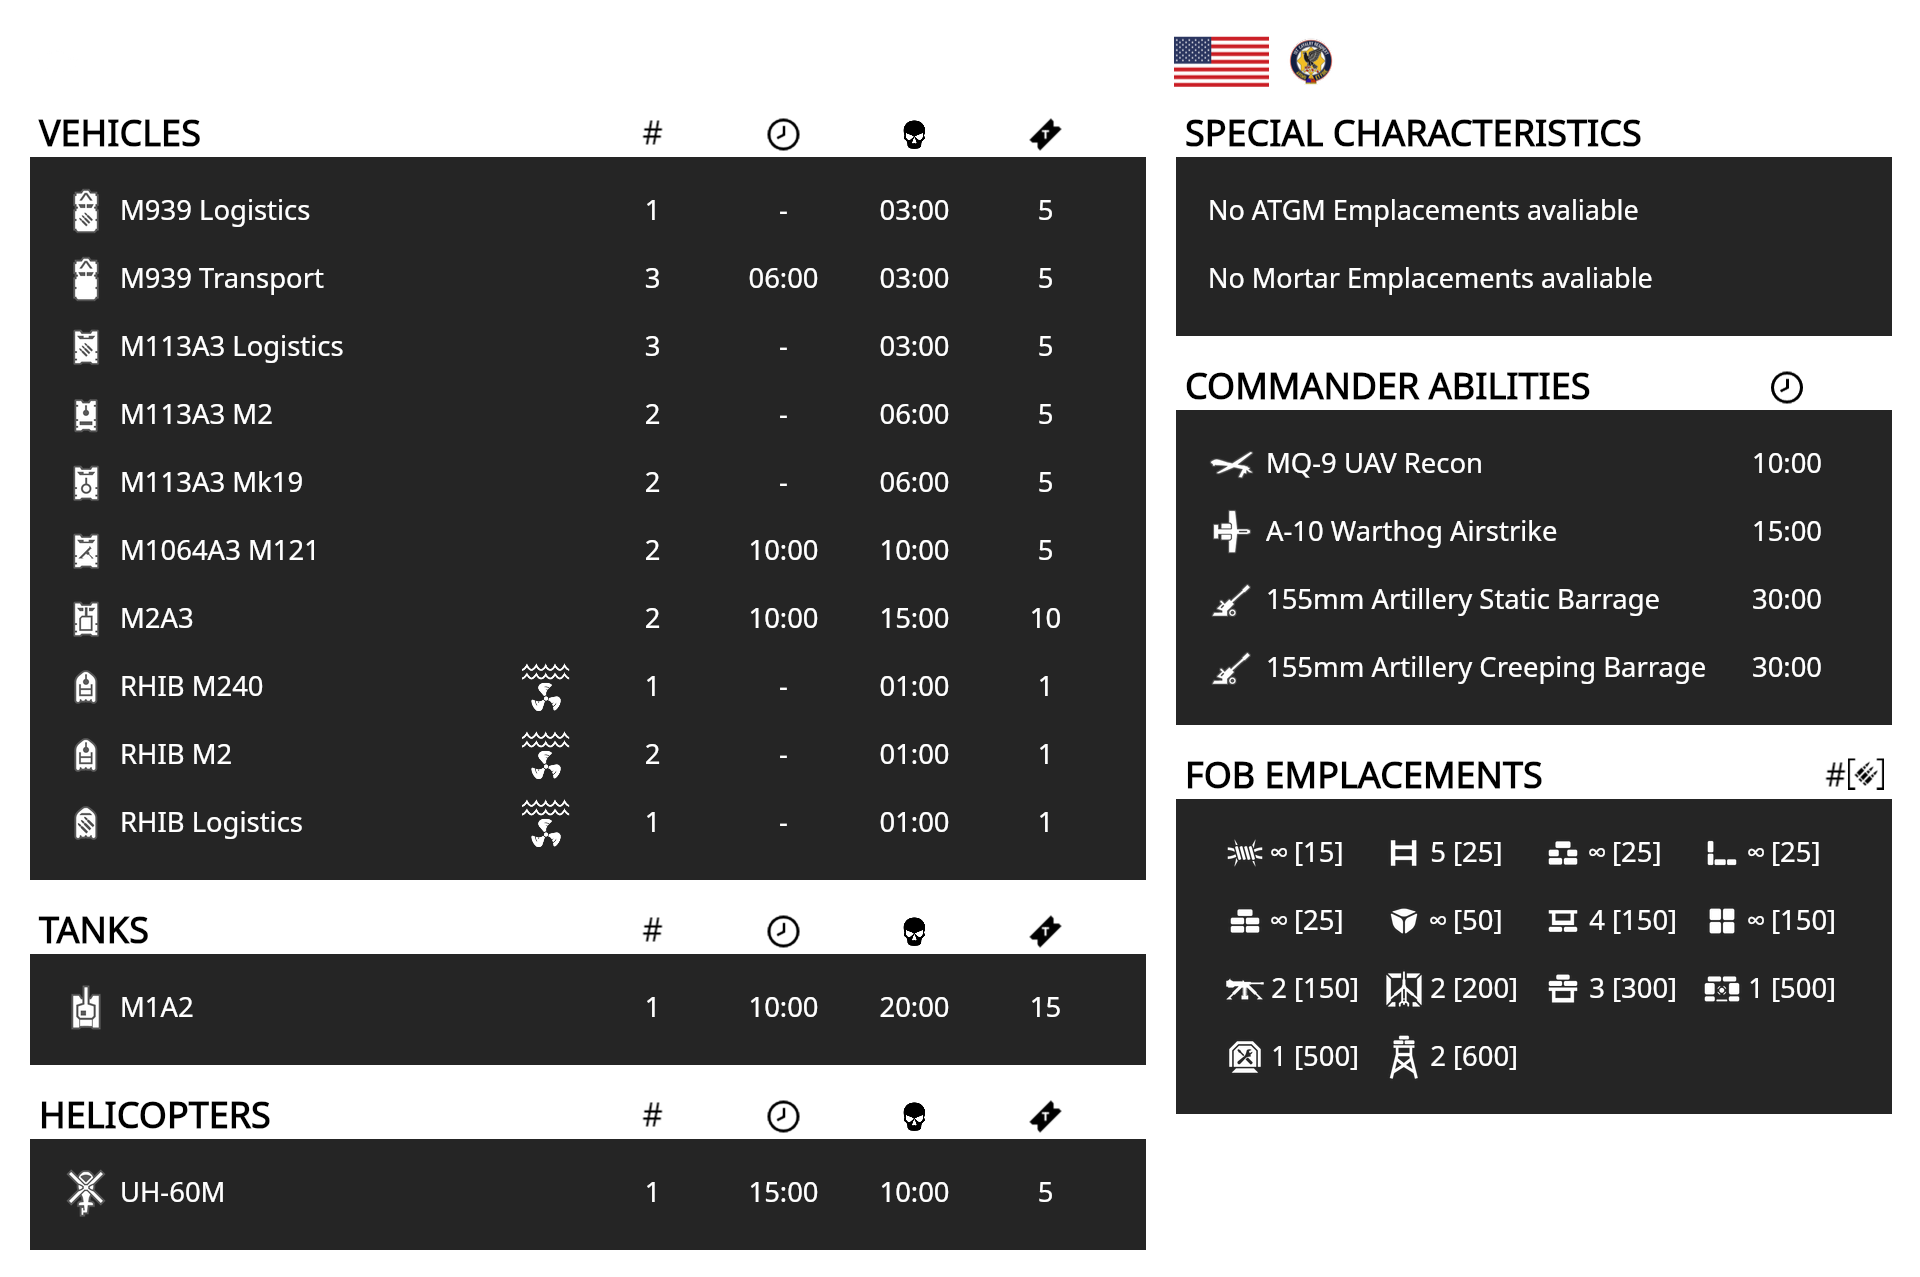 VEHICLES #
M939 Logistics 1 - 03:00 5
M939 Transport 3 06:00 03:00 5
M113A3 Logistics 3 - 03:00 5
M113A3 M2 2 - 06:00 5
M113A3 Mk19 2 - 06:00 5
M1064A3 M121 2 10:00 10:00 5
M2A3 2 10:00 15:00 10
RHIB M240 1 - 01:00 1
RHIB M2 2 - 01:00 1
RHIB Logistics 1 - 01:00 1
TANKS #
M1A2 1 10:00 20:00 15
HELICOPTERS #
UH-60M 1 15:00 10:00 5
SPECIAL CHARACTERISTICS
No ATGM Emplacements avaliable
No Mortar Emplacements avaliable
COMMANDER ABILITIES
MQ-9 UAV Recon 10:00
A-10 Warthog Airstrike 15:00
155mm Artillery Static Barrage 30:00
155mm Artillery Creeping Barrage 30:00
FOB EMPLACEMENTS #[]
∞ [15] 5 [25] ∞ [25] ∞ [25]
∞ [25] ∞ [50] 4 [150] ∞ [150]
2 [150] 2 [200] 3 [300] 1 [500]
1 [500] 2 [600]